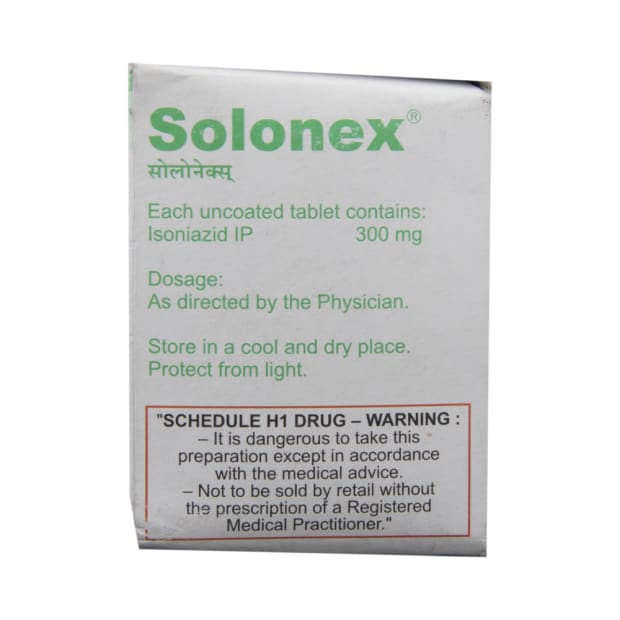 Solonex®
सोलोनेक्स्
Each uncoated tablet contains:
Isoniazid IP 300 mg
Dosage:
As directed by the Physician.
Store in a cool and dry place.
Protect from light.
"SCHEDULE H1 DRUG – WARNING :
– It is dangerous to take this
preparation except in accordance
with the medical advice.
– Not to be sold by retail without
the prescription of a Registered
Medical Practitioner."